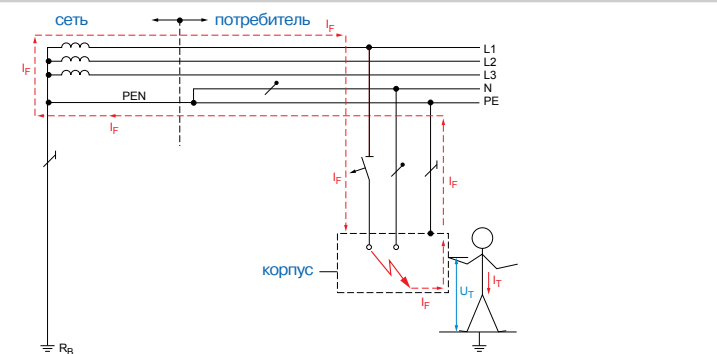 сеть
потребитель
I_F
L1
L2
I_F
L3
N
PEN
PE
I_F
I_F
I_F
корпус
I_T
U_T
I_F
R_B